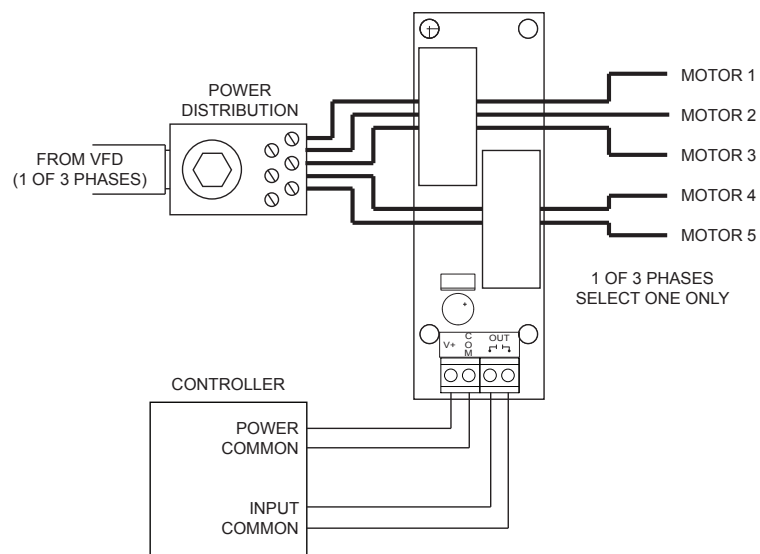 POWER
DISTRIBUTION
FROM VFD
(1 OF 3 PHASES)
MOTOR 1
MOTOR 2
MOTOR 3
MOTOR 4
MOTOR 5
1 OF 3 PHASES
SELECT ONE ONLY
+
V+
COM
OUT
CONTROLLER
POWER
COMMON
INPUT
COMMON